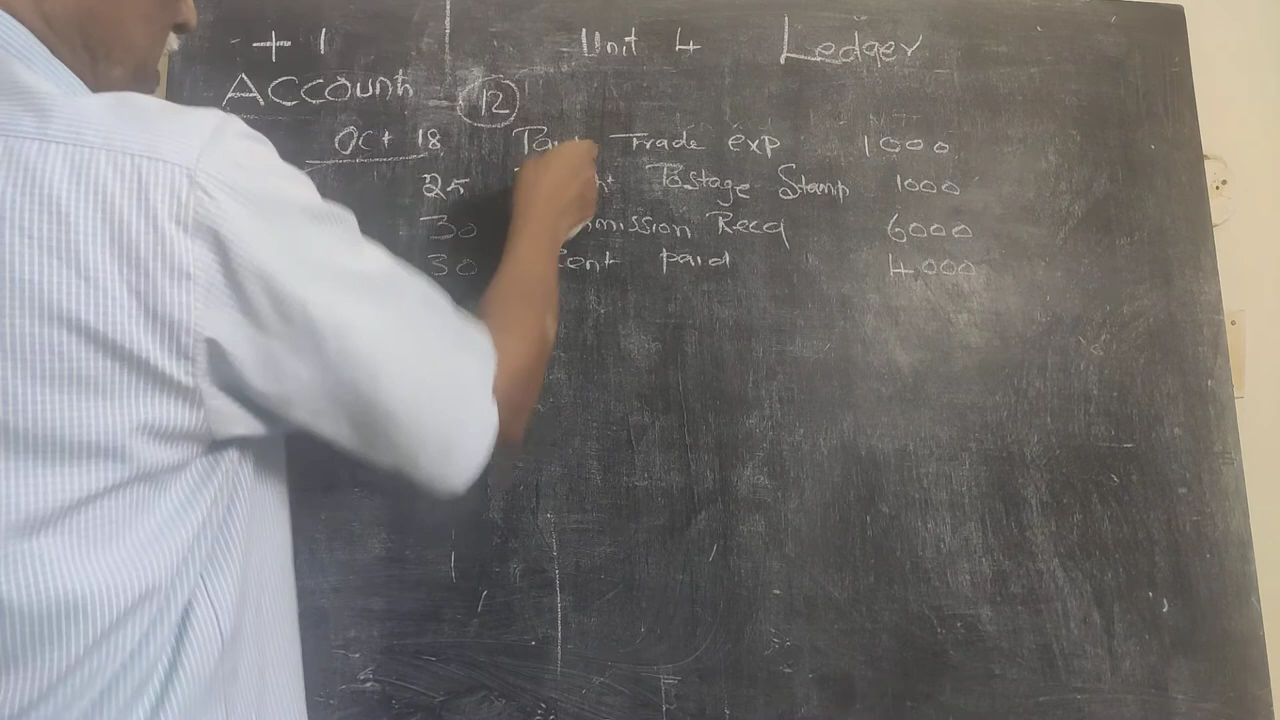 +1 Unit 4 Ledger
Account 12
Oct 18 Trade exp 1000
25 Postage Stamp 1000
30 Recd 6000
30 paid 4000